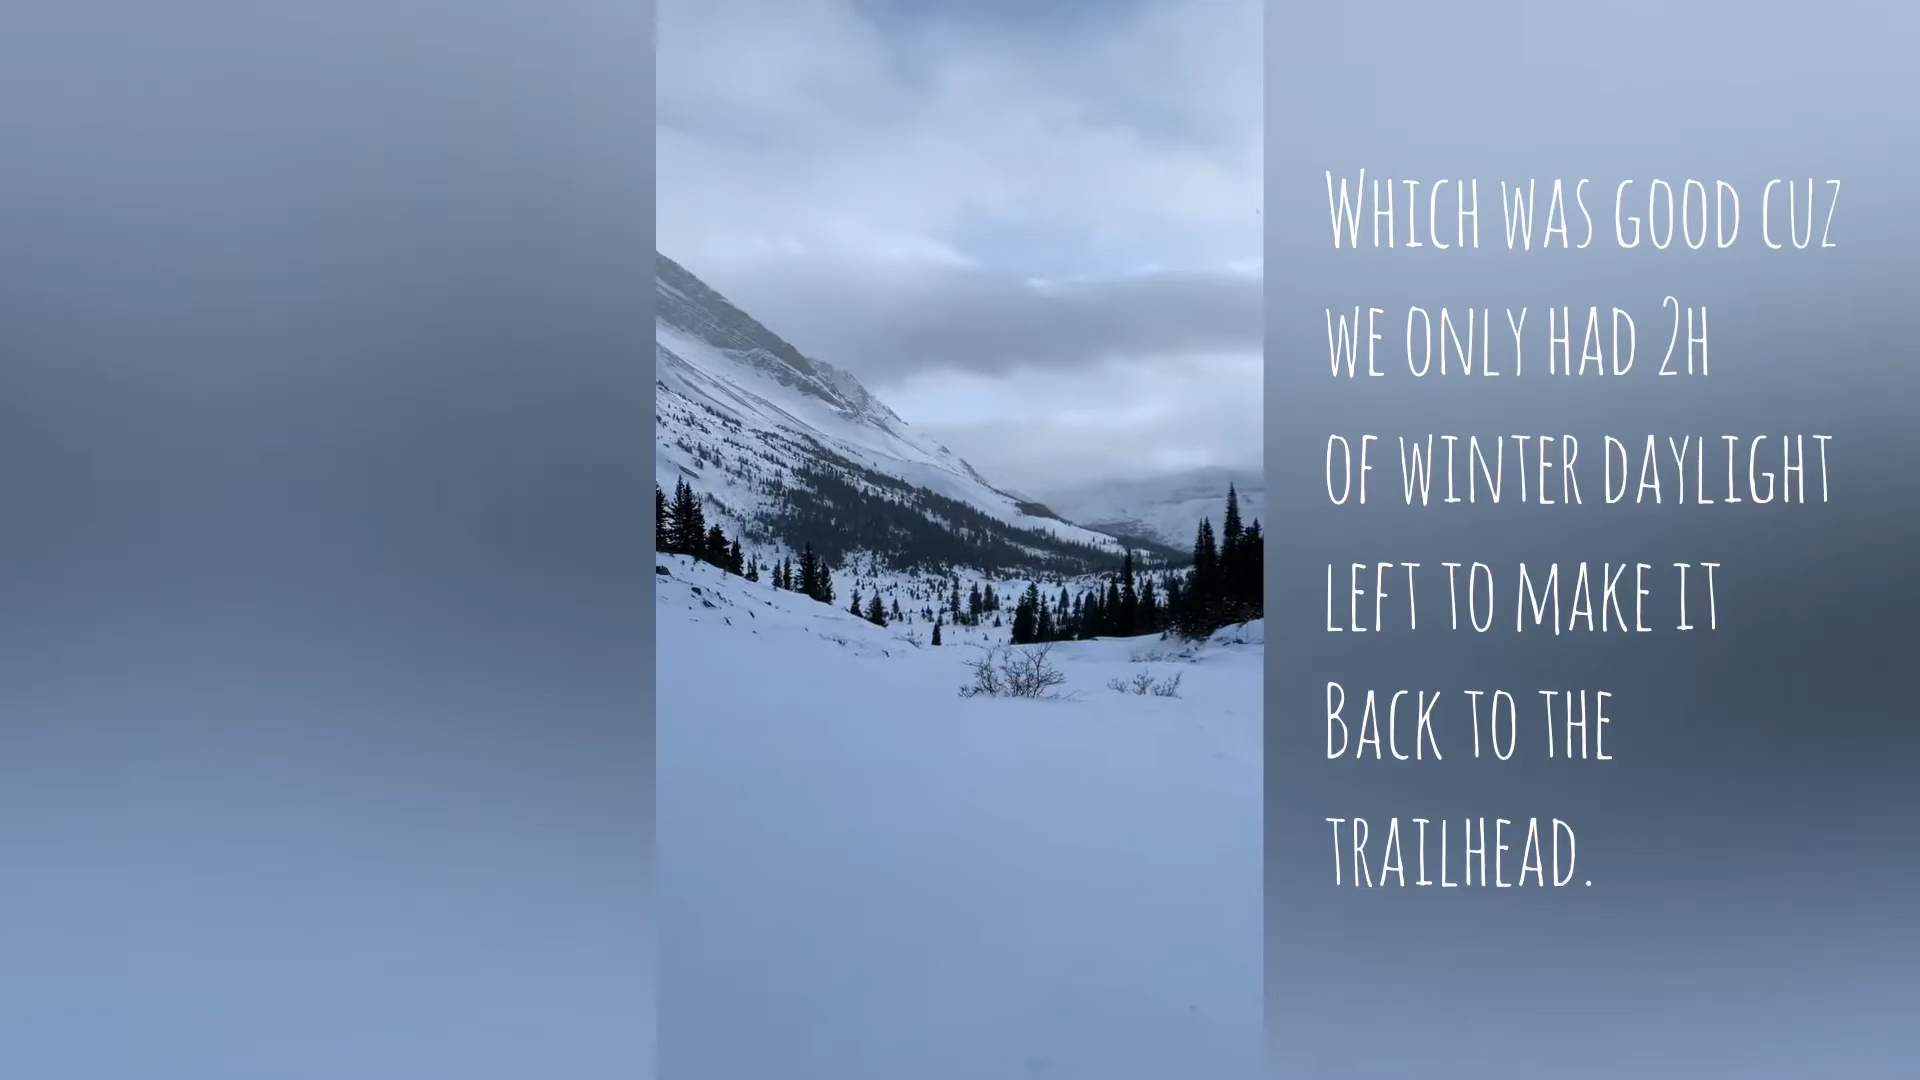 Which was good cuz
we only had 2h
of winter daylight
left to make it
Back to the
trailhead.